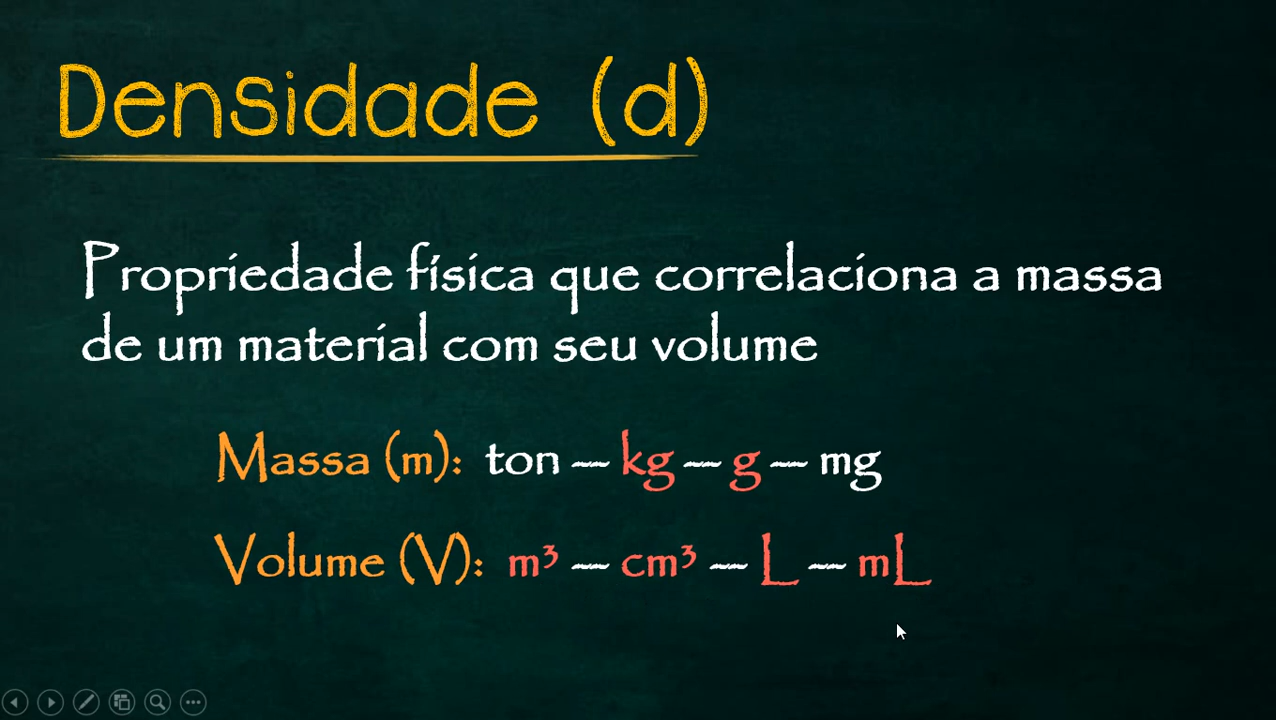 Densidade (d)
Propriedade física que correlaciona a massa
de um material com seu volume
Massa (m): ton – kg – g – mg
Volume (V): m³ – cm³ – L – mL